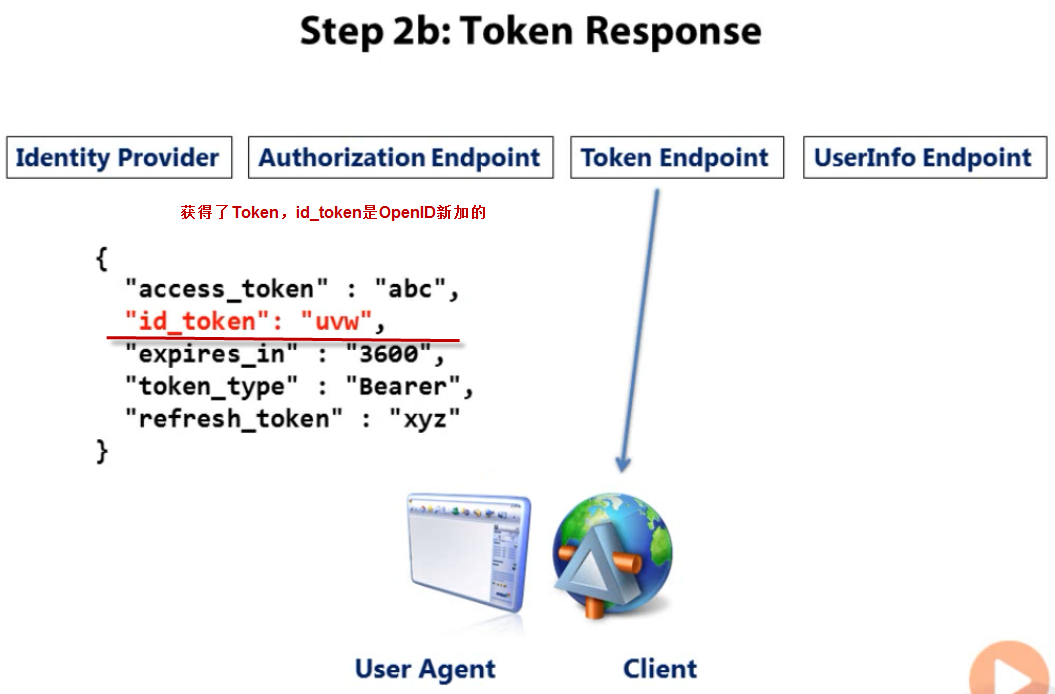 Step 2b: Token Response
Identity Provider
Authorization Endpoint
Token Endpoint
UserInfo Endpoint
获得了Token，id_token是OpenID新加的
{
"access_token" : "abc",
"id_token": "uvw",
"expires_in" : "3600",
"token_type" : "Bearer",
"refresh_token" : "xyz"
}
User Agent
Client